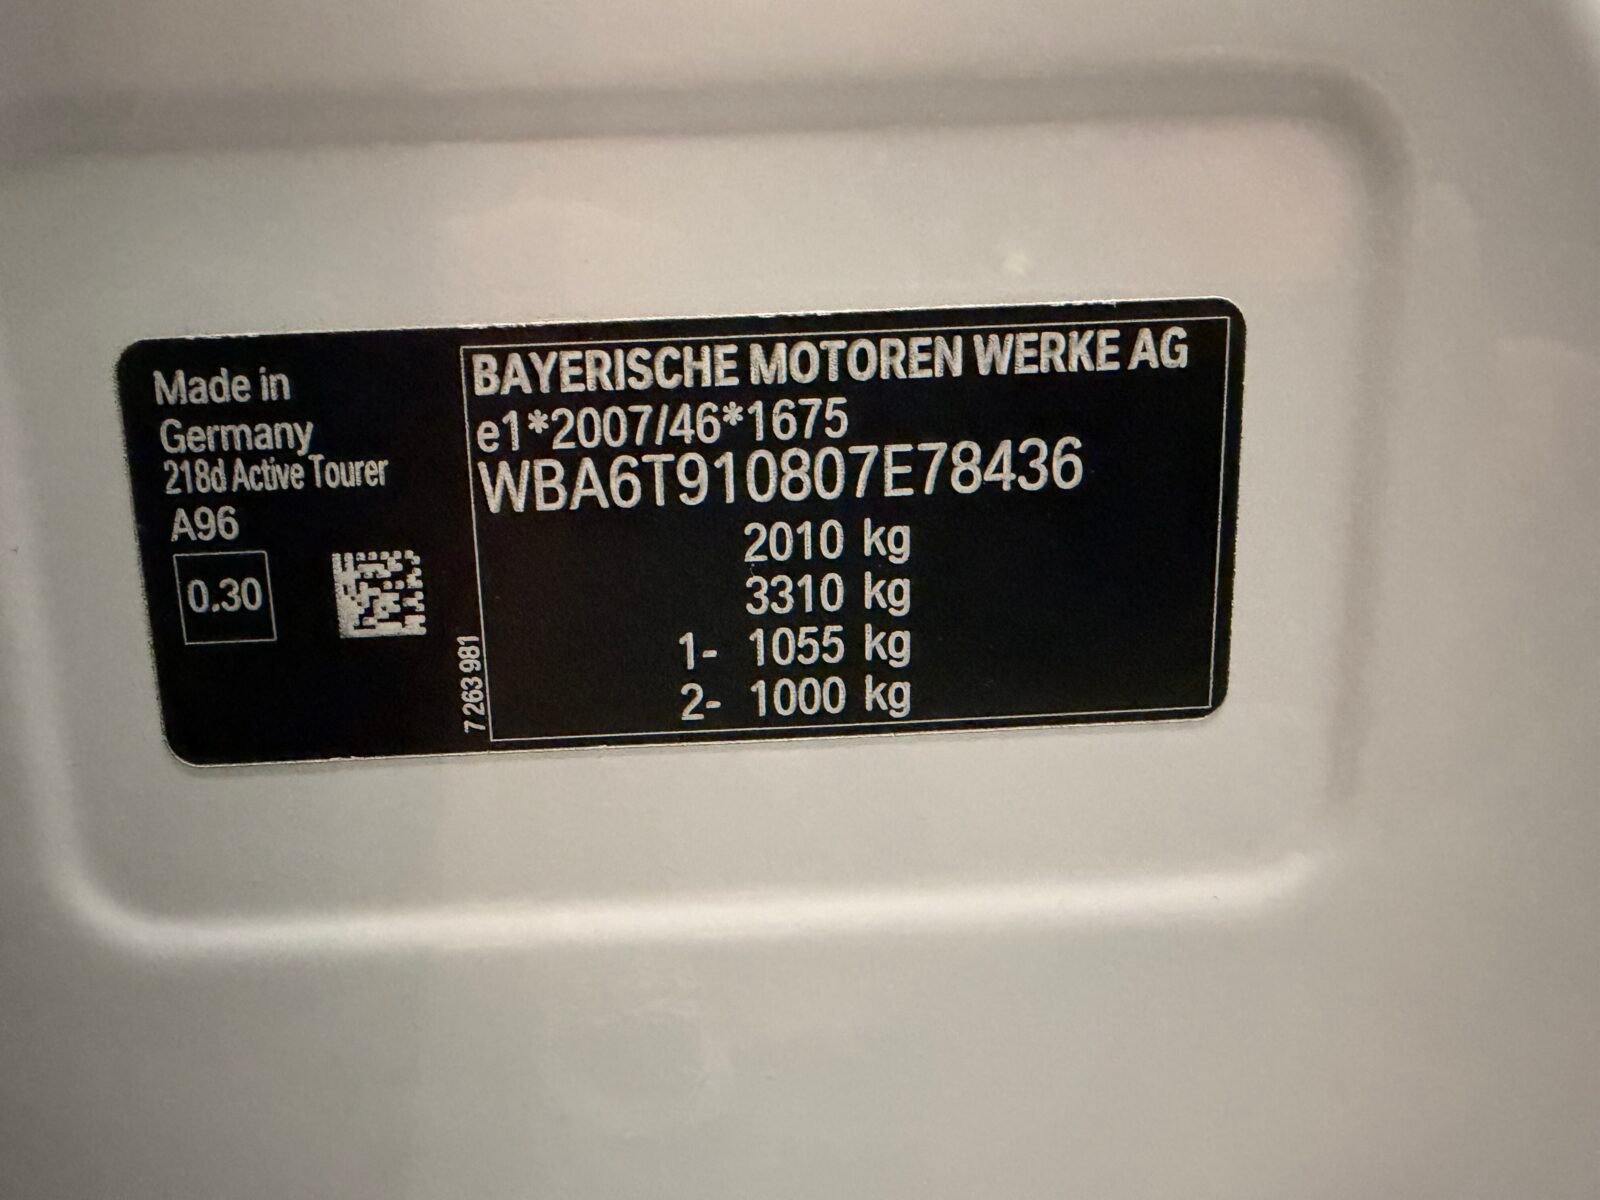 Made in
Germany
218d Active Tourer
A96
0.30
7 263 981
BAYERISCHE MOTOREN WERKE AG
e1*2007/46*1675
WBA6T910807E78436
2010 kg
3310 kg
1- 1055 kg
2- 1000 kg